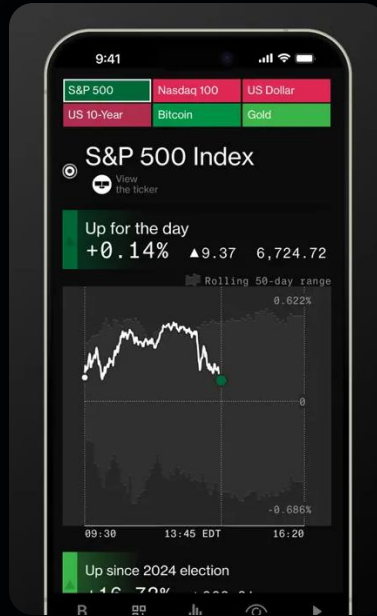 9:41
S&P 500 Nasdaq 100 US Dollar
US 10-Year Bitcoin Gold
S&P 500 Index
View
the ticker
Up for the day
+0.14% ▲9.37 6,724.72
Rolling 50-day range
0.622%
0
-0.686%
09:30 13:45 EDT 16:20
Up since 2024 election
B